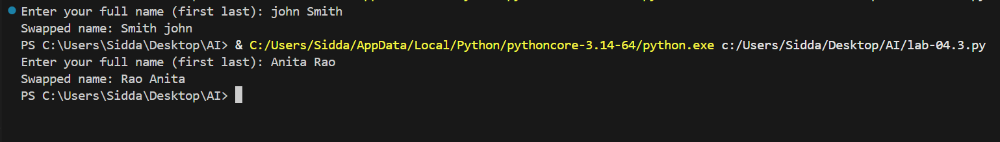 Enter your full name (first last): john Smith
Swapped name: Smith john
PS C:\Users\Sidda\Desktop\AI> & C:/Users/Sidda/AppData/Local/Python/pythoncore-3.14-64/python.exe c:/Users/Sidda/Desktop/AI/lab-04.3.py
Enter your full name (first last): Anita Rao
Swapped name: Rao Anita
PS C:\Users\Sidda\Desktop\AI>